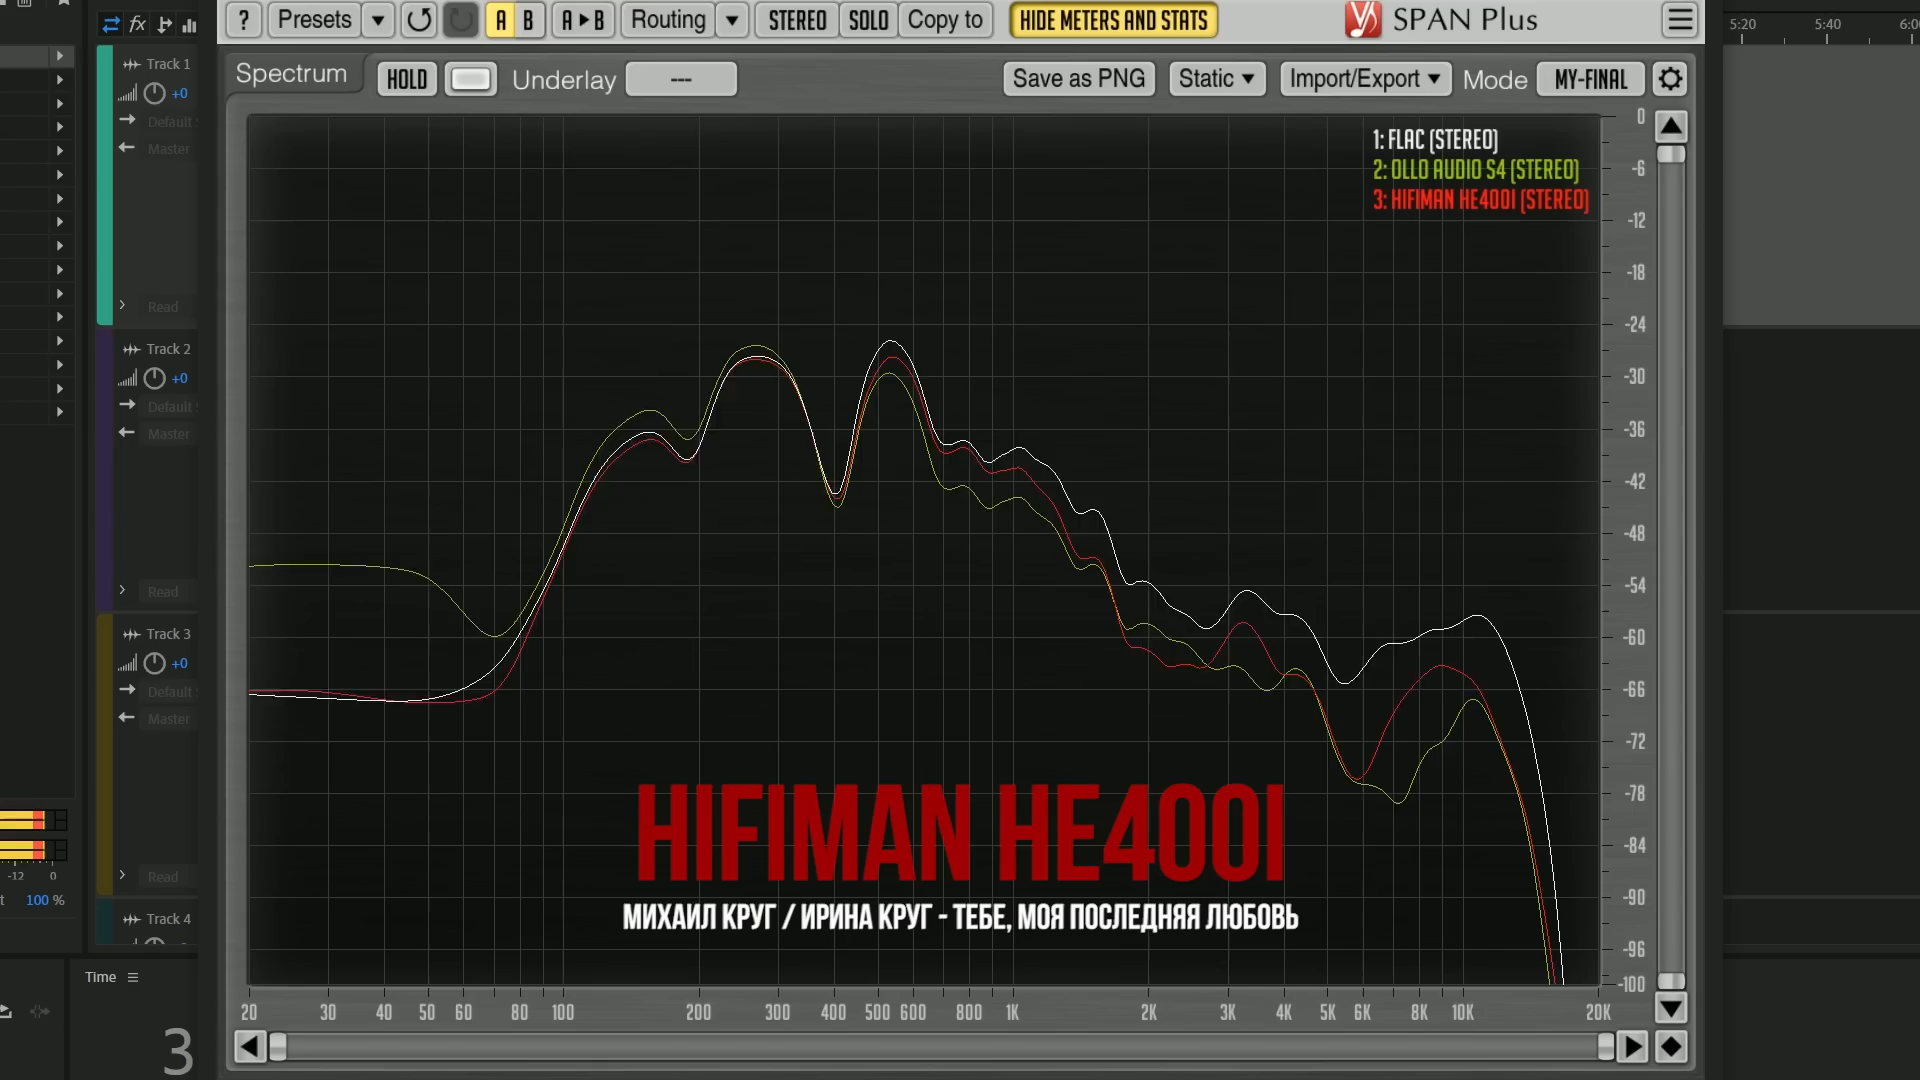 ? Presets A B A▸B Routing STEREO SOLO Copy to HIDE METERS AND STATS SPAN Plus
Spectrum HOLD Underlay --- Save as PNG Static Import/Export Mode MY-FINAL
1: FLAC (STEREO)
2: OLLO AUDIO S4 (STEREO)
3: HIFIMAN HE400I (STEREO)
0
-6
-12
-18
-24
-30
-36
-42
-48
-54
-60
-66
-72
-78
-84
-90
-96
-100
HIFIMAN HE400I
МИХАИЛ КРУГ / ИРИНА КРУГ - ТЕБЕ, МОЯ ПОСЛЕДНЯЯ ЛЮБОВЬ
20 30 40 50 60 80 100 200 300 400 500 600 800 1K 2K 3K 4K 5K 6K 8K 10K 20K
fx
Track 1
+0
Default
Master
Read
Track 2
+0
Default
Master
Read
Track 3
+0
Default
Master
Read
Track 4
-12 0
100 %
Time
3
5:20 5:40